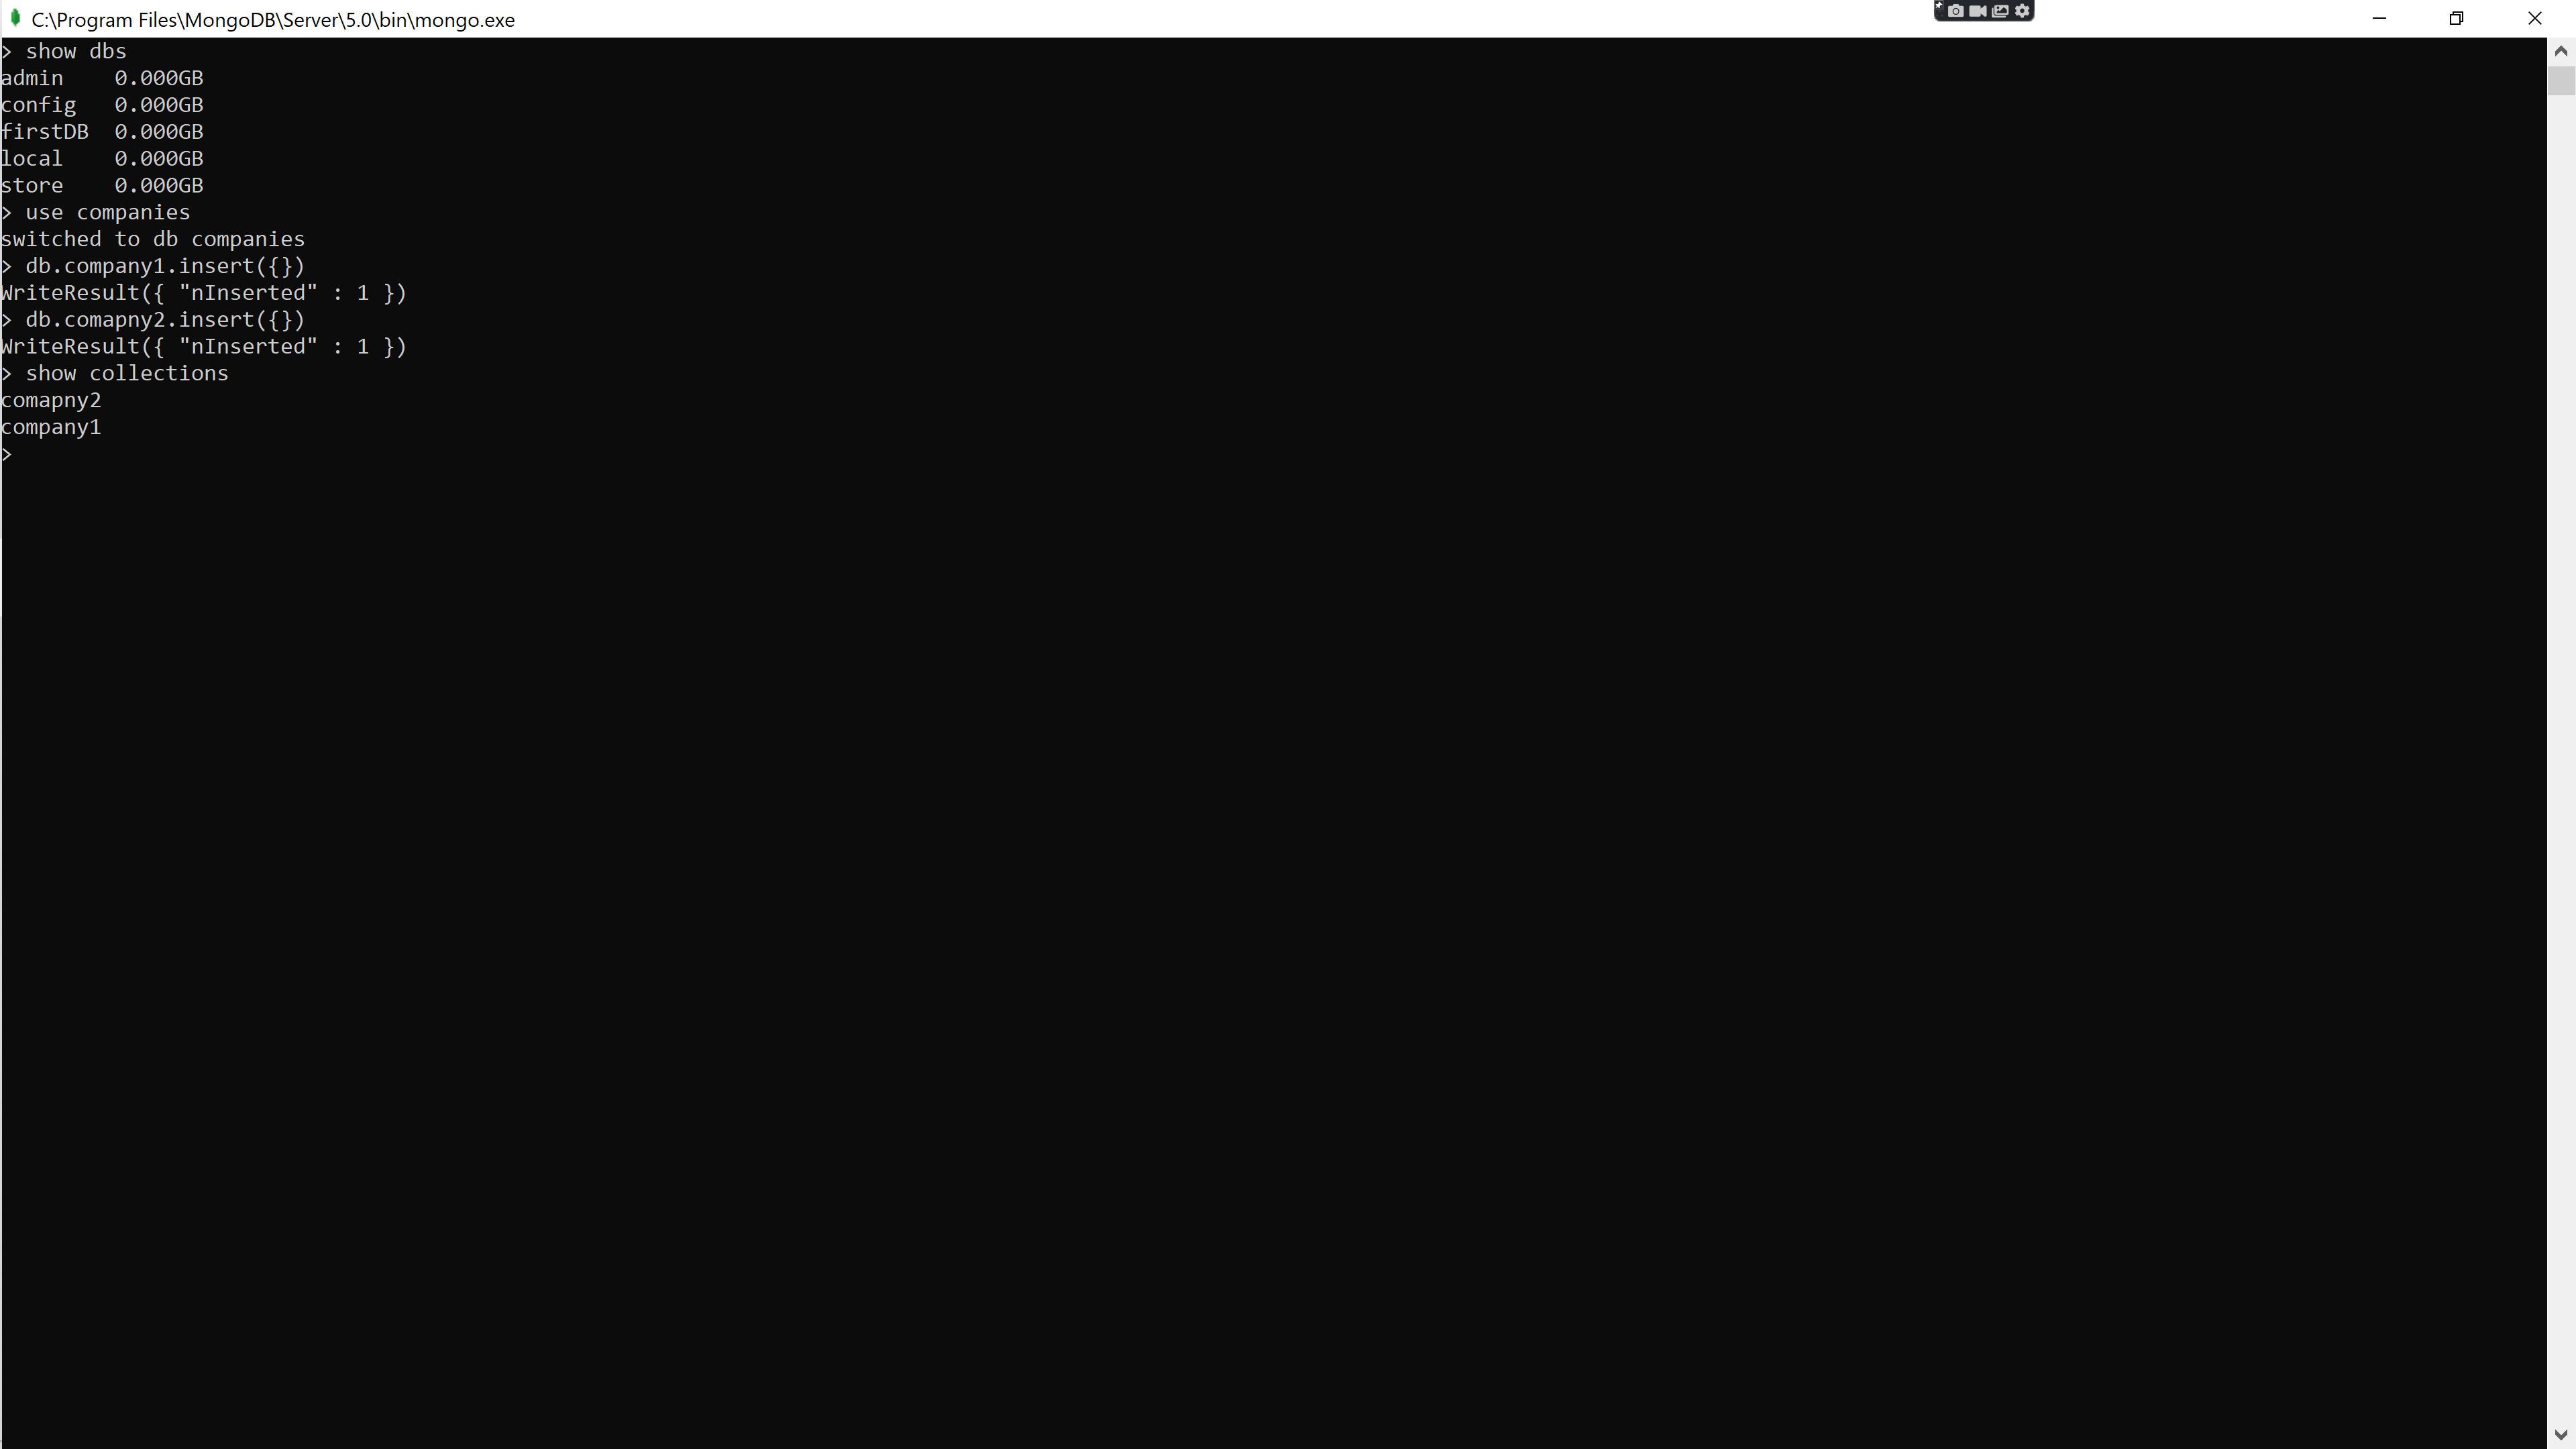 C:\Program Files\MongoDB\Server\5.0\bin\mongo.exe
> show dbs
admin    0.000GB
config   0.000GB
firstDB  0.000GB
local    0.000GB
store    0.000GB
> use companies
switched to db companies
> db.company1.insert({})
WriteResult({ "nInserted" : 1 })
> db.comapny2.insert({})
WriteResult({ "nInserted" : 1 })
> show collections
comapny2
company1
>